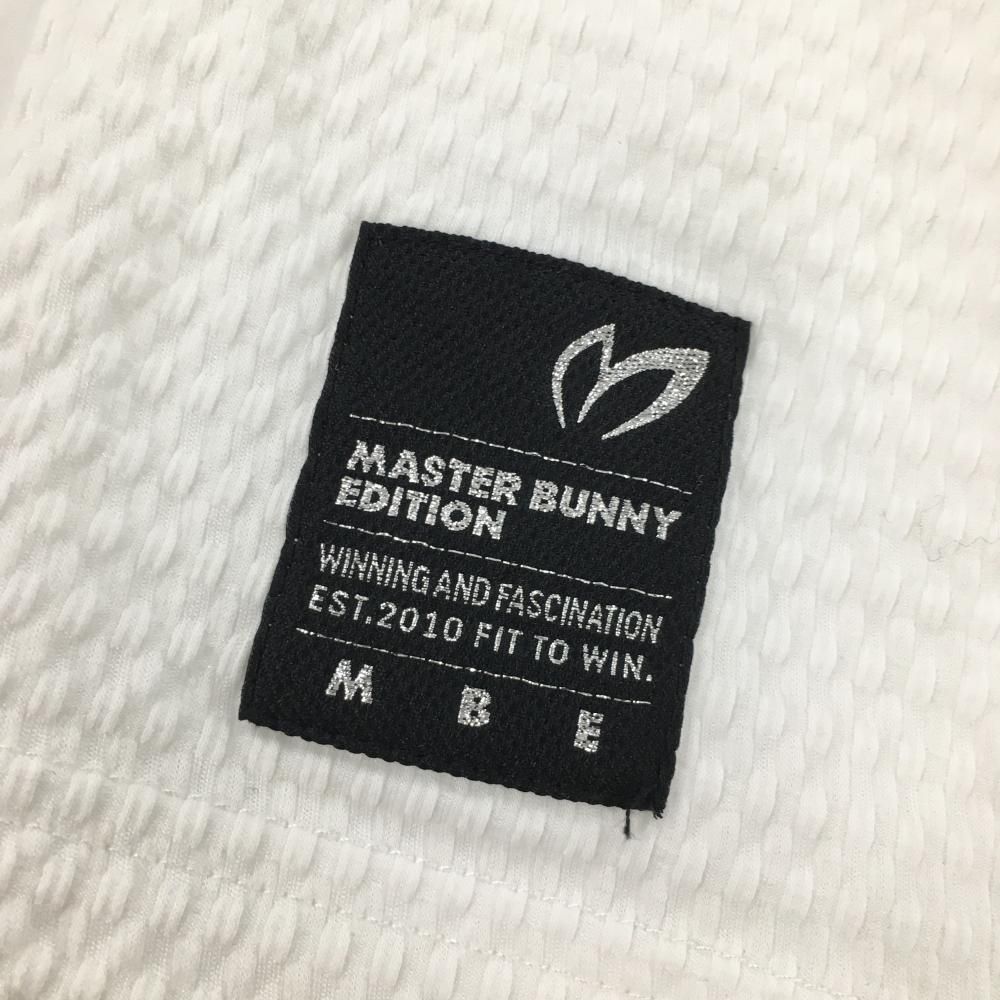 MASTER BUNNY
EDITION
WINNING AND FASCINATION
EST.2010 FIT TO WIN.
M B E